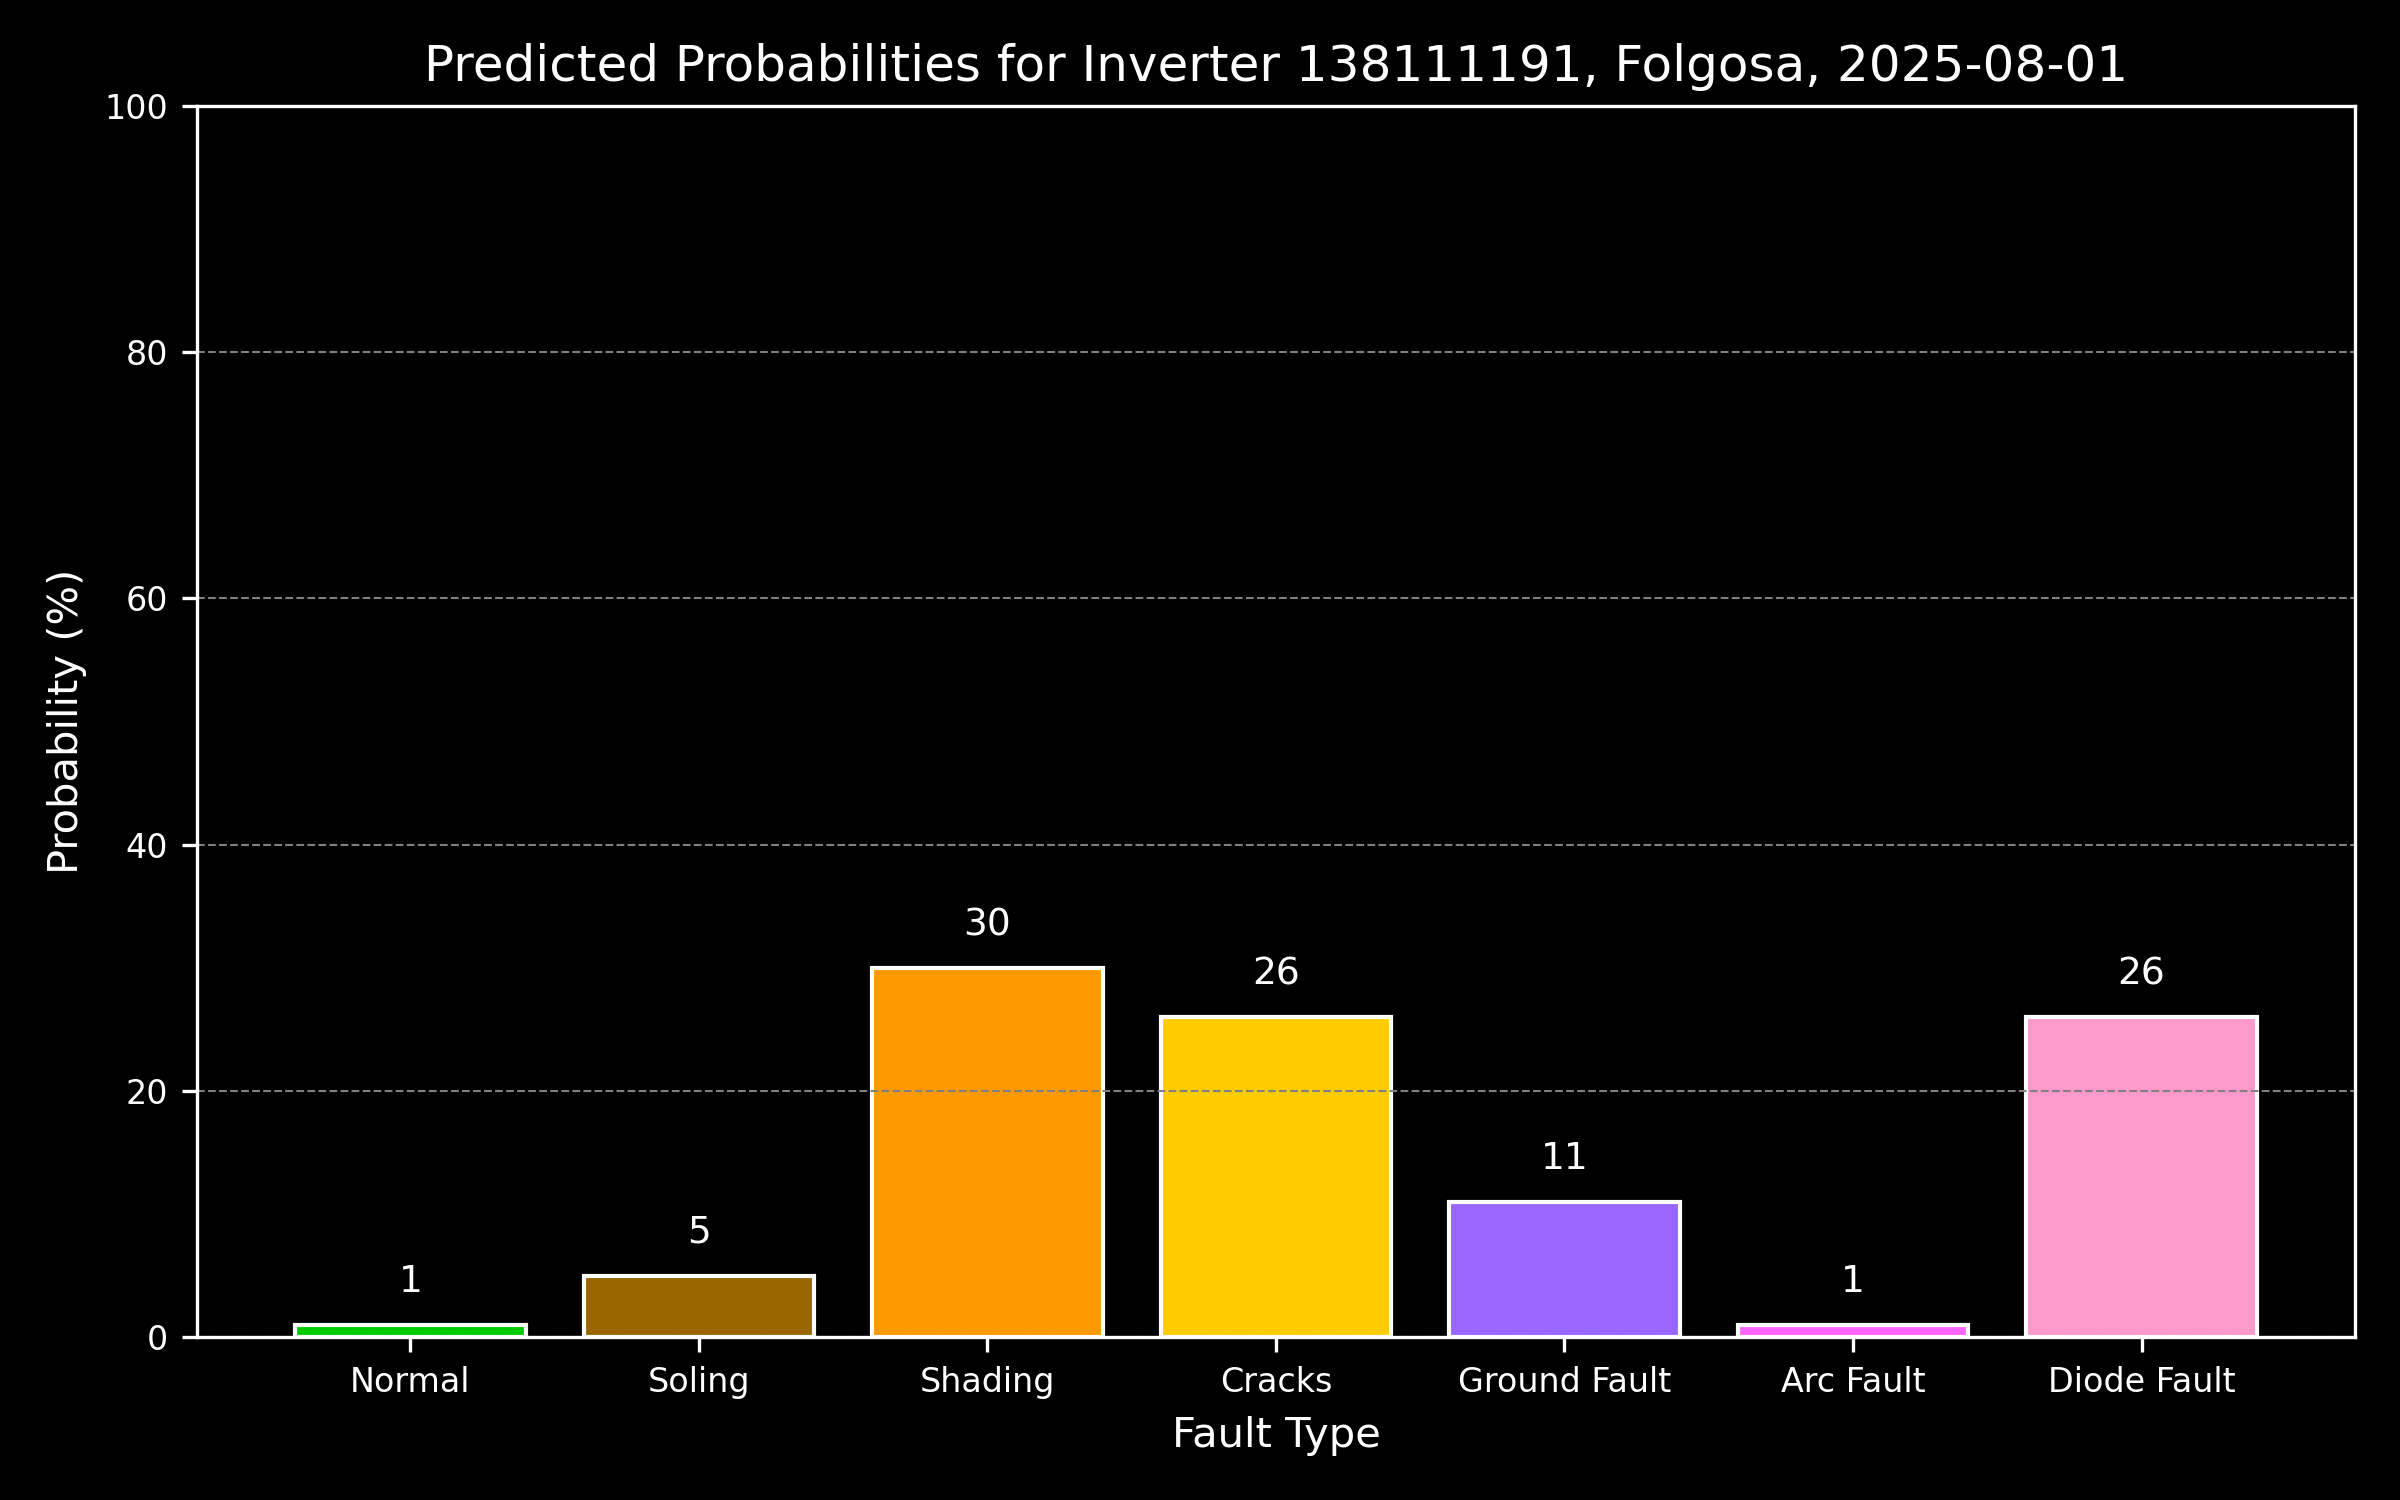 Predicted Probabilities for Inverter 138111191, Folgosa, 2025-08-01
100
80
60
40
20
0
Probability (%)
1
5
30
26
11
1
26
Normal
Soling
Shading
Cracks
Ground Fault
Arc Fault
Diode Fault
Fault Type